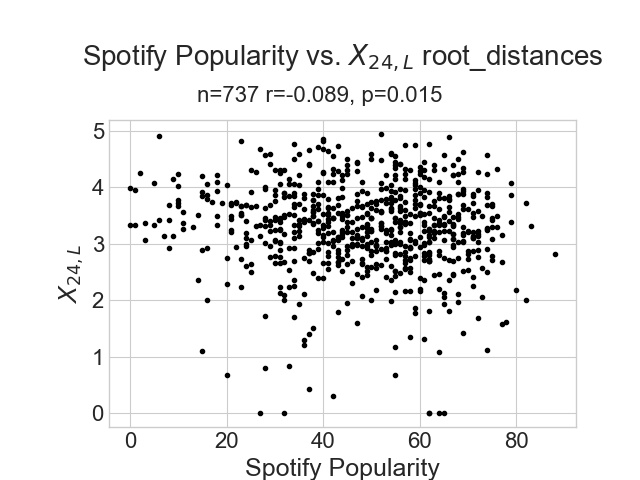 Spotify Popularity vs. X24, L root_distances
n=737 r=-0.089, p=0.015
5
4
3
2
1
0
X24, L
0 20 40 60 80
Spotify Popularity